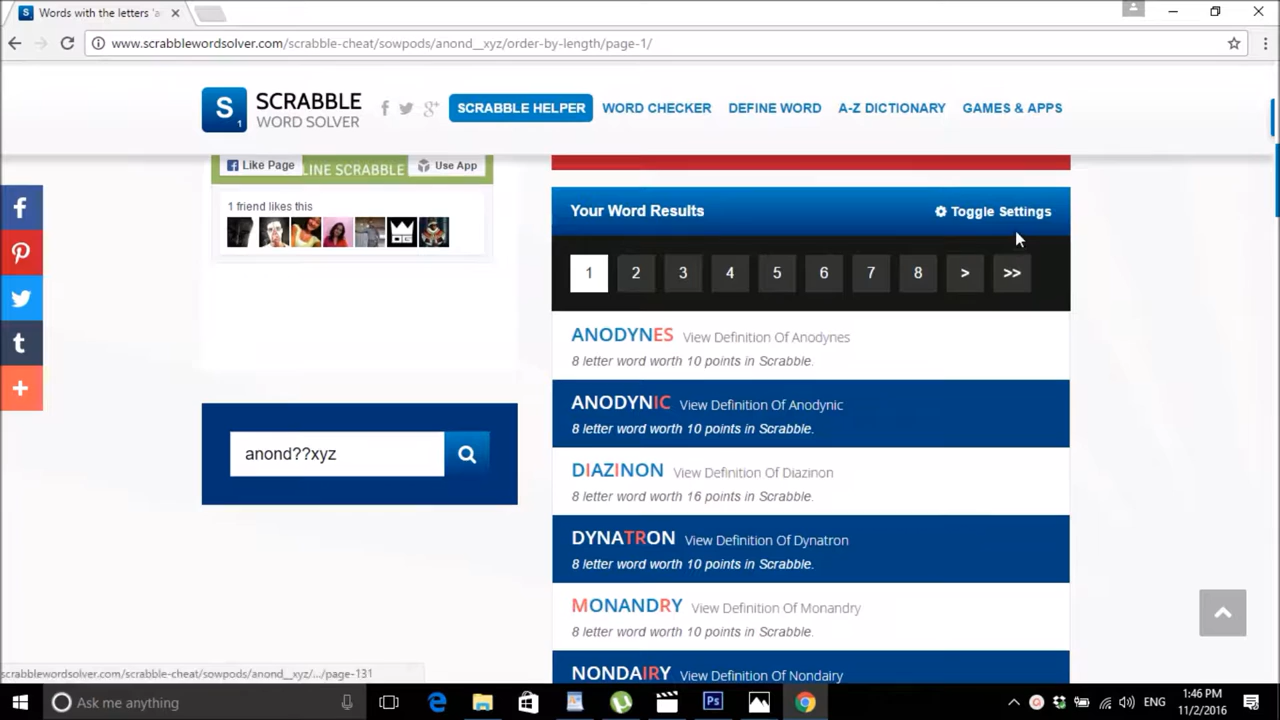 Words with the letters 'a
www.scrabblewordsolver.com/scrabble-cheat/sowpods/anond__xyz/order-by-length/page-1/
S1
SCRABBLE
WORD SOLVER
SCRABBLE HELPER
WORD CHECKER
DEFINE WORD
A-Z DICTIONARY
GAMES & APPS
Like Page
LINE SCRABBLE
Use App
1 friend likes this
Your Word Results
Toggle Settings
1 2 3 4 5 6 7 8 > >>
ANODYNES View Definition Of Anodynes
8 letter word worth 10 points in Scrabble.
ANODYNIC View Definition Of Anodynic
8 letter word worth 10 points in Scrabble.
anond??xyz
DIAZINON View Definition Of Diazinon
8 letter word worth 16 points in Scrabble.
DYNATRON View Definition Of Dynatron
8 letter word worth 10 points in Scrabble.
MONANDRY View Definition Of Monandry
8 letter word worth 10 points in Scrabble.
NONDAIRY View Definition Of Nondairy
scrabblewordsolver.com/scrabble-cheat/sowpods/anond__xyz/.../page-131
Ask me anything
ENG
1:46 PM
11/2/2016